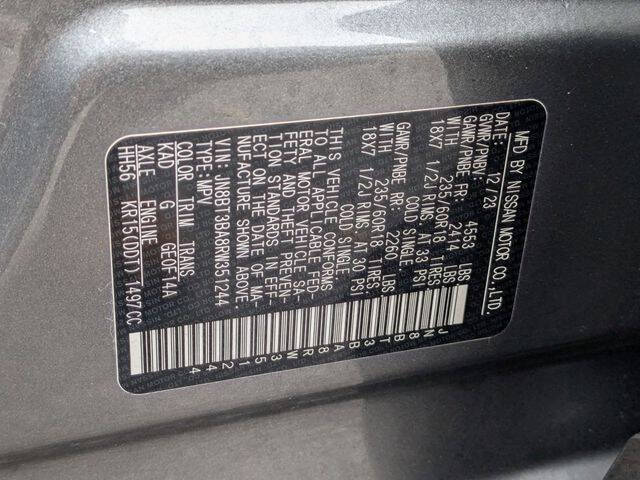 MFD BY NISSAN MOTOR CO.,LTD.
12/23
GVWR/PNBV: 4583 LBS
GAWR/PNBE FR: 2414 LBS
WITH 235/60R18 TIRES
18X7 1/2J RIMS AT 33 PSI
COLD SINGLE.
GAWR/PNBE RR: 2260 LBS
WITH 235/60R18 TIRES
18X7 1/2J RIMS AT 30 PSI
COLD SINGLE.
THIS VEHICLE CONFORMS
TO ALL APPLICABLE FED-
ERAL MOTOR VEHICLE SA-
FETY AND THEFT PREVEN-
TION STANDARDS IN EFF-
ECT ON THE DATE OF MA-
NUFACTURE SHOWN ABOVE.
VIN:JN8BT3BA8RW351244
TYPE:MPV
COLOR TRIM TRANS
KAD G GEOF14A
AXLE ENGINE
HH56 KR15(DDT) 1497CC
JN8BT3BA8RW351244